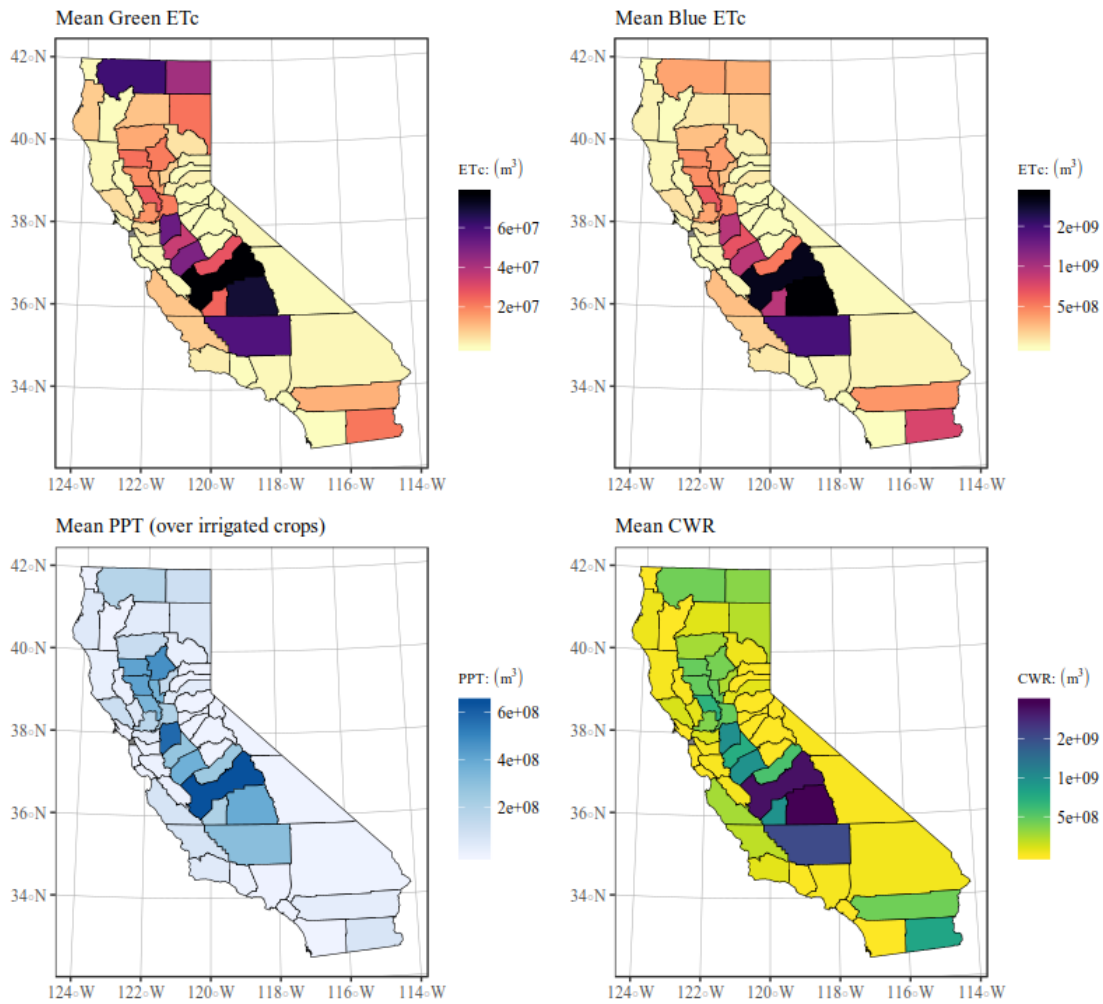 Mean Green ETc
42◦N
40◦N
38◦N
36◦N
34◦N
124◦W 122◦W 120◦W 118◦W 116◦W 114◦W
ETc: (m³)
6e+07
4e+07
2e+07
Mean Blue ETc
42◦N
40◦N
38◦N
36◦N
34◦N
124◦W 122◦W 120◦W 118◦W 116◦W 114◦W
ETc: (m³)
2e+09
1e+09
5e+08
Mean PPT (over irrigated crops)
42◦N
40◦N
38◦N
36◦N
34◦N
124◦W 122◦W 120◦W 118◦W 116◦W 114◦W
PPT: (m³)
6e+08
4e+08
2e+08
Mean CWR
42◦N
40◦N
38◦N
36◦N
34◦N
124◦W 122◦W 120◦W 118◦W 116◦W 114◦W
CWR: (m³)
2e+09
1e+09
5e+08